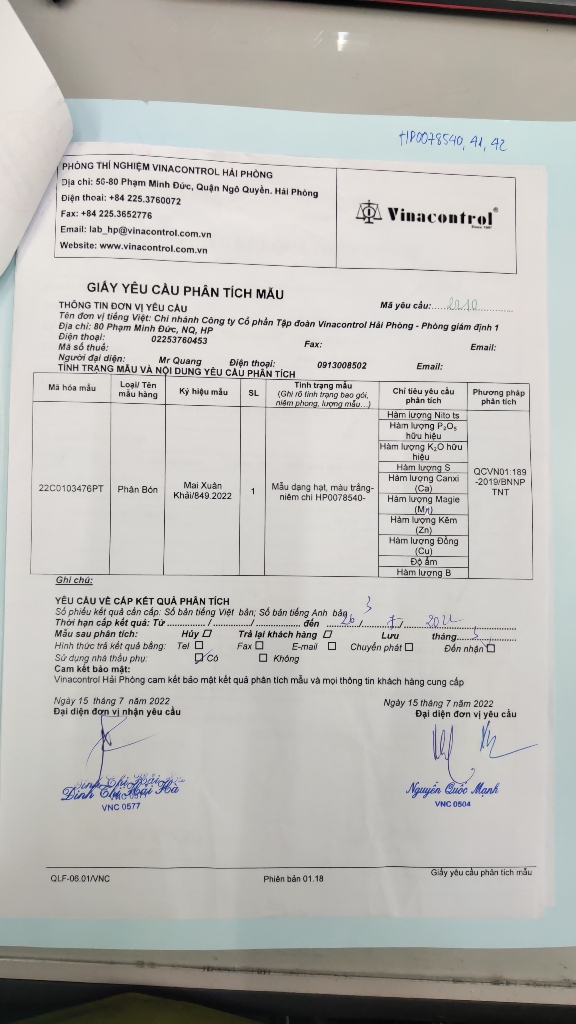 HP0078540, 41, 42
PHÒNG THÍ NGHIỆM VINACONTROL HẢI PHÒNG
Địa chỉ: 56-80 Phạm Minh Đức, Quận Ngô Quyền. Hải Phòng
Điện thoại: +84 225.3760072
Fax: +84 225.3652776
Email: lab_hp@vinacontrol.com.vn
Website: www.vinacontrol.com.vn
Vinacontrol®
GIẤY YÊU CẦU PHÂN TÍCH MẪU
Mã yêu cầu:
THÔNG TIN ĐƠN VỊ YÊU CẦU
Tên đơn vị tiếng Việt: Chi nhánh Công ty Cổ phần Tập đoàn Vinacontrol Hải Phòng - Phòng giám định 1
Địa chỉ: 80 Phạm Minh Đức, NQ, HP
Điện thoại: 02253760453 Fax: Email:
Mã số thuế:
Người đại diện: Mr Quang Điện thoại: 0913008502 Email:
TÌNH TRẠNG MẪU VÀ NỘI DUNG YÊU CẦU PHÂN TÍCH
Mã hóa mẫu
Loại/ Tên mẫu hàng
Ký hiệu mẫu
SL
Tình trạng mẫu
(Ghi rõ tình trạng bao gói, niêm phong, lượng mẫu...)
Chỉ tiêu yêu cầu phân tích
Phương pháp phân tích
22C0103476PT
Phân Bón
Mai Xuân Khải/849.2022
1
Mẫu dạng hạt, màu trắng- niêm chì HP0078540-
Hàm lượng Nito ts
Hàm lượng P₂O₅ hữu hiệu
Hàm lượng K₂O hữu hiệu
Hàm lượng S
Hàm lượng Canxi (Ca)
Hàm lượng Magie (Mn)
Hàm lượng Kẽm (Zn)
Hàm lượng Đồng (Cu)
Độ ẩm
Hàm lượng B
QCVN01:189-2019/BNNPTNT
Ghi chú:
YÊU CẦU VỀ CẤP KẾT QUẢ PHÂN TÍCH
Số phiếu kết quả cần cấp: Số bản tiếng Việt bản; Số bản tiếng Anh bản 3
Thời hạn cấp kết quả: Từ ............/............/............ đến 26 / 7 / 2022
Mẫu sau phân tích: Hủy Trả lại khách hàng Lưu tháng 3
Hình thức trả kết quả bằng: Tel Fax E-mail Chuyển phát Đến nhận
Sử dụng nhà thầu phụ: Có Không
Cam kết bảo mật:
Vinacontrol Hải Phòng cam kết bảo mật kết quả phân tích mẫu và mọi thông tin khách hàng cung cấp
Ngày 15 tháng 7 năm 2022
Đại diện đơn vị nhận yêu cầu
Ngày 15 tháng 7 năm 2022
Đại diện đơn vị yêu cầu
Đinh Thị Hải Hà
VNC 0577
Nguyễn Quốc Mạnh
VNC 0504
QLF-06.01/VNC
Phiên bản 01.18
Giấy yêu cầu phân tích mẫu